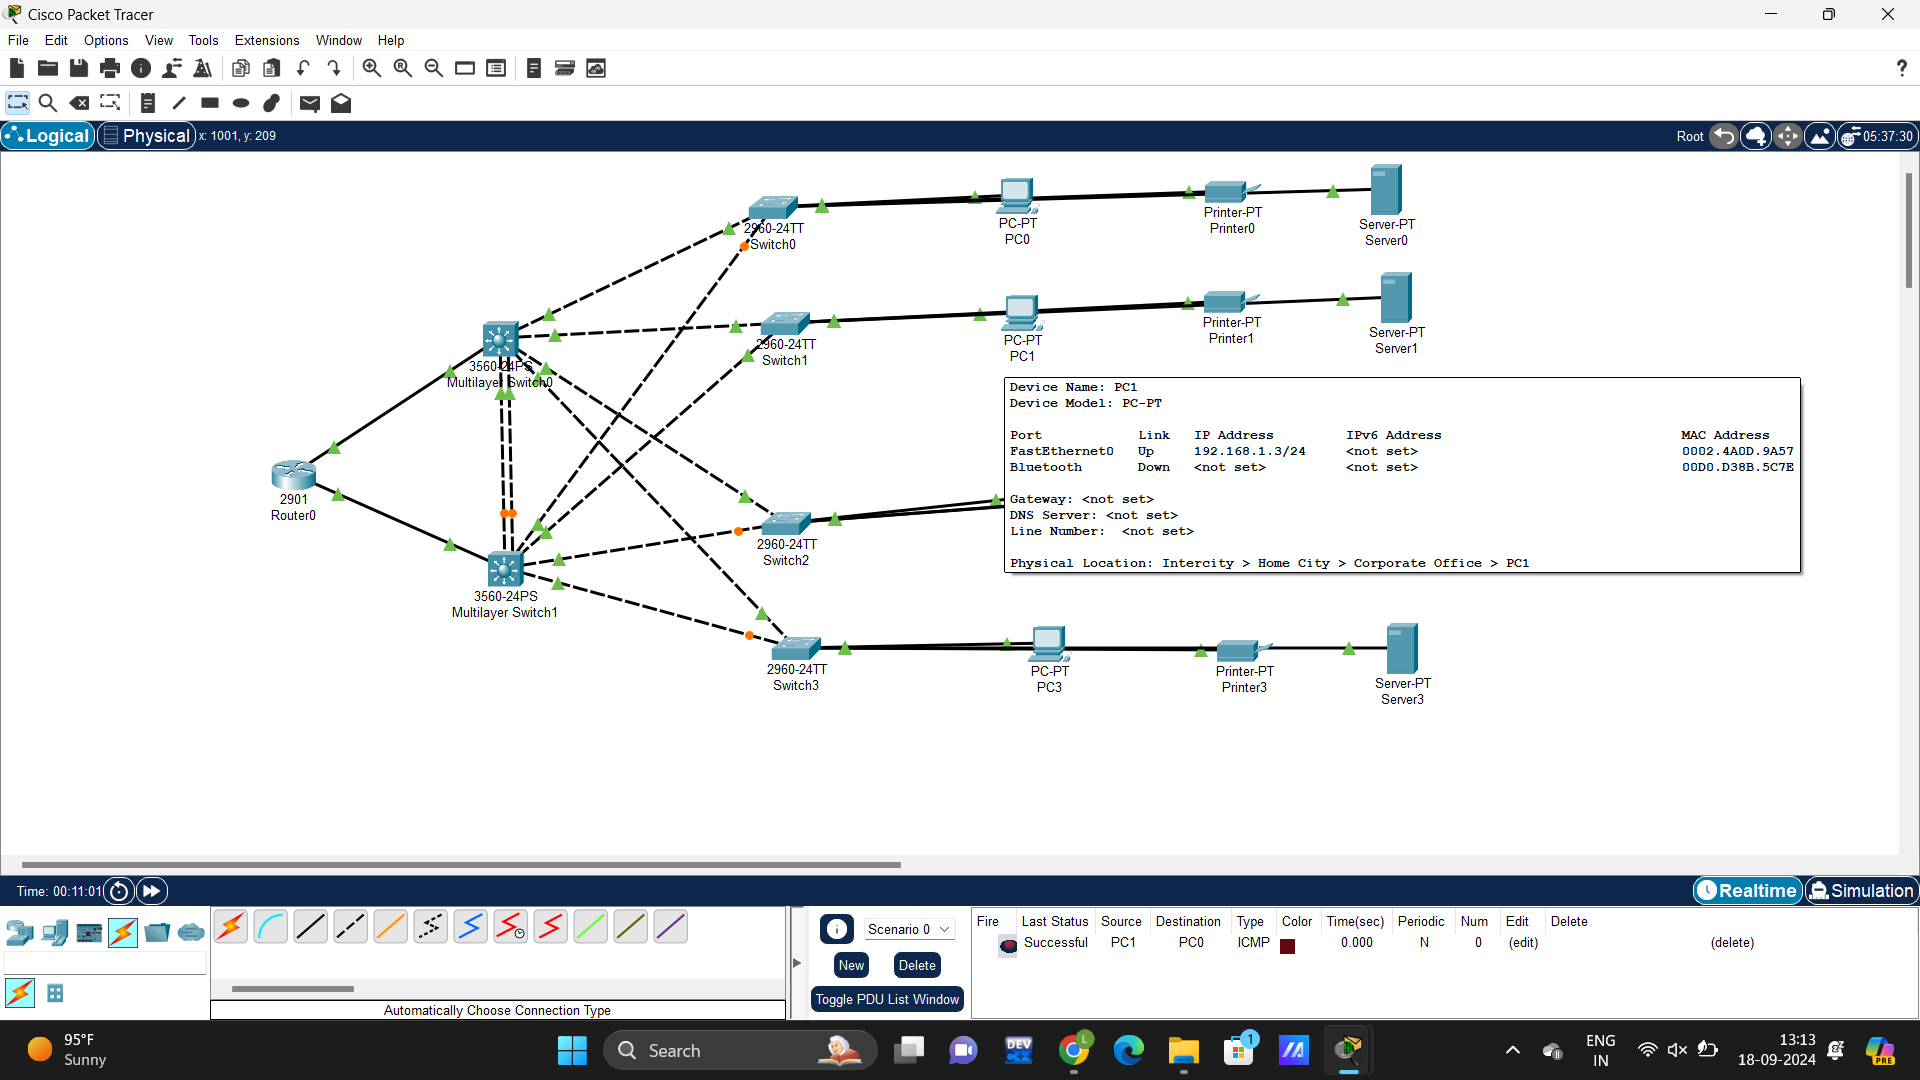 Cisco Packet Tracer
File Edit Options View Tools Extensions Window Help
?
Logical Physical x: 1001, y: 209 Root 05:37:30
2960-24TT
Switch0
PC-PT
PC0
Printer-PT
Printer0
Server-PT
Server0
2960-24TT
Switch1
PC-PT
PC1
Printer-PT
Printer1
Server-PT
Server1
3560-24PS
Multilayer Switch0
Device Name: PC1
Device Model: PC-PT
Port Link IP Address IPv6 Address MAC Address
FastEthernet0 Up 192.168.1.3/24 <not set> 0002.4A0D.9A57
Bluetooth Down <not set> <not set> 00D0.D38B.5C7E
Gateway: <not set>
DNS Server: <not set>
Line Number: <not set>
Physical Location: Intercity > Home City > Corporate Office > PC1
2901
Router0
2960-24TT
Switch2
3560-24PS
Multilayer Switch1
2960-24TT
Switch3
PC-PT
PC3
Printer-PT
Printer3
Server-PT
Server3
Time: 00:11:01 Realtime Simulation
Scenario 0
New Delete
Toggle PDU List Window
Fire Last Status Source Destination Type Color Time(sec) Periodic Num Edit Delete
Successful PC1 PC0 ICMP 0.000 N 0 (edit) (delete)
Automatically Choose Connection Type
95°F
Sunny
Search
DEV
C++
L
1
ENG
IN
13:13
18-09-2024
PRE